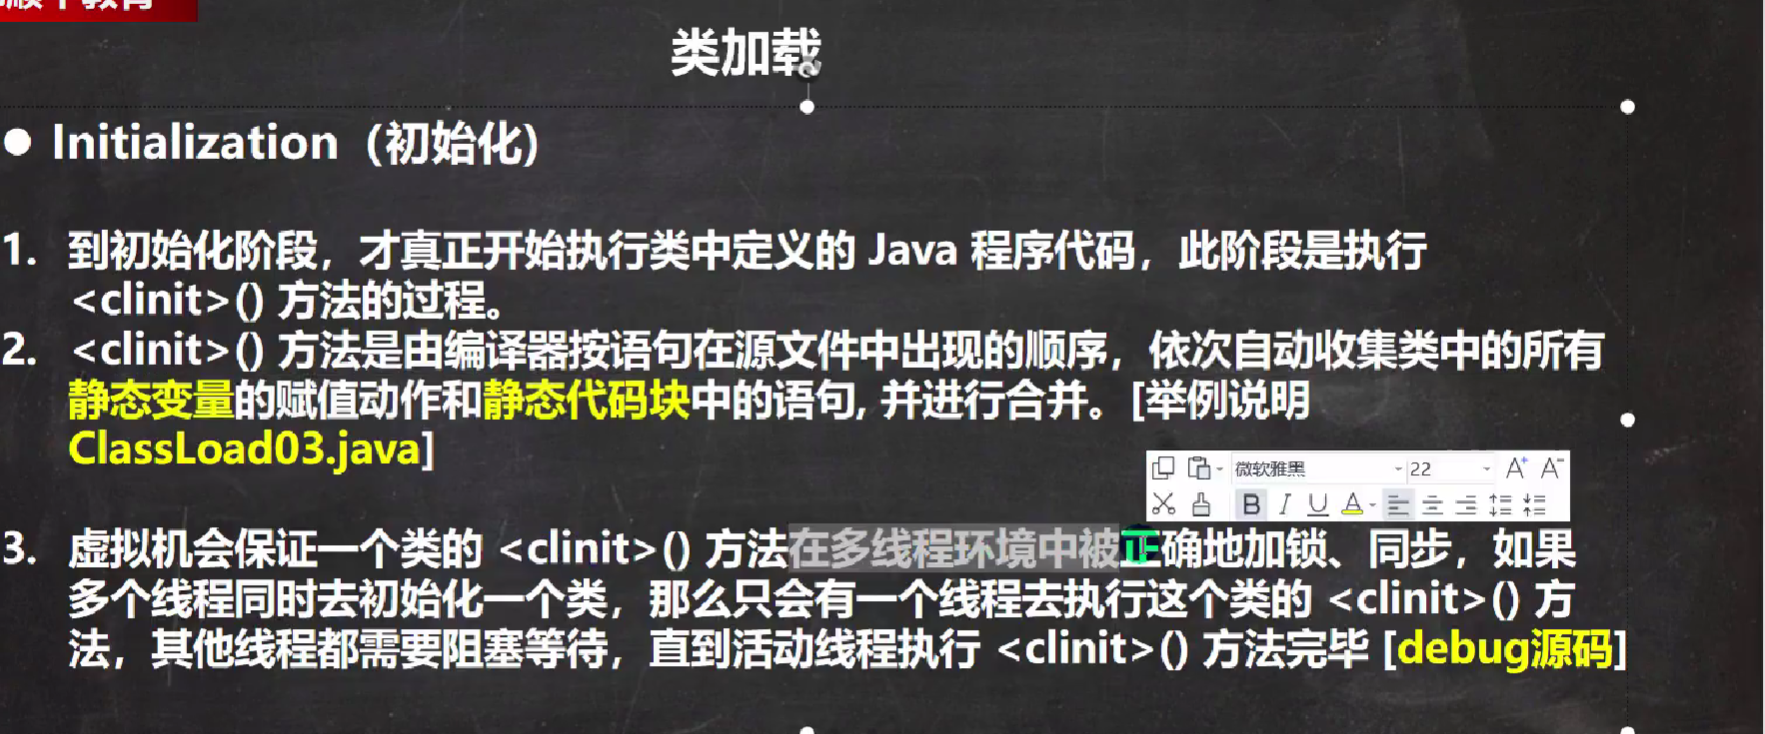 类加载
● Initialization（初始化）
1. 到初始化阶段，才真正开始执行类中定义的 Java 程序代码，此阶段是执行
<clinit>() 方法的过程。
2. <clinit>() 方法是由编译器按语句在源文件中出现的顺序，依次自动收集类中的所有
静态变量的赋值动作和静态代码块中的语句, 并进行合并。[举例说明
ClassLoad03.java]
微软雅黑 22 A⁺ A⁻
B I U A
3. 虚拟机会保证一个类的 <clinit>() 方法在多线程环境中被正确地加锁、同步，如果
多个线程同时去初始化一个类，那么只会有一个线程去执行这个类的 <clinit>() 方
法，其他线程都需要阻塞等待，直到活动线程执行 <clinit>() 方法完毕 [debug源码]